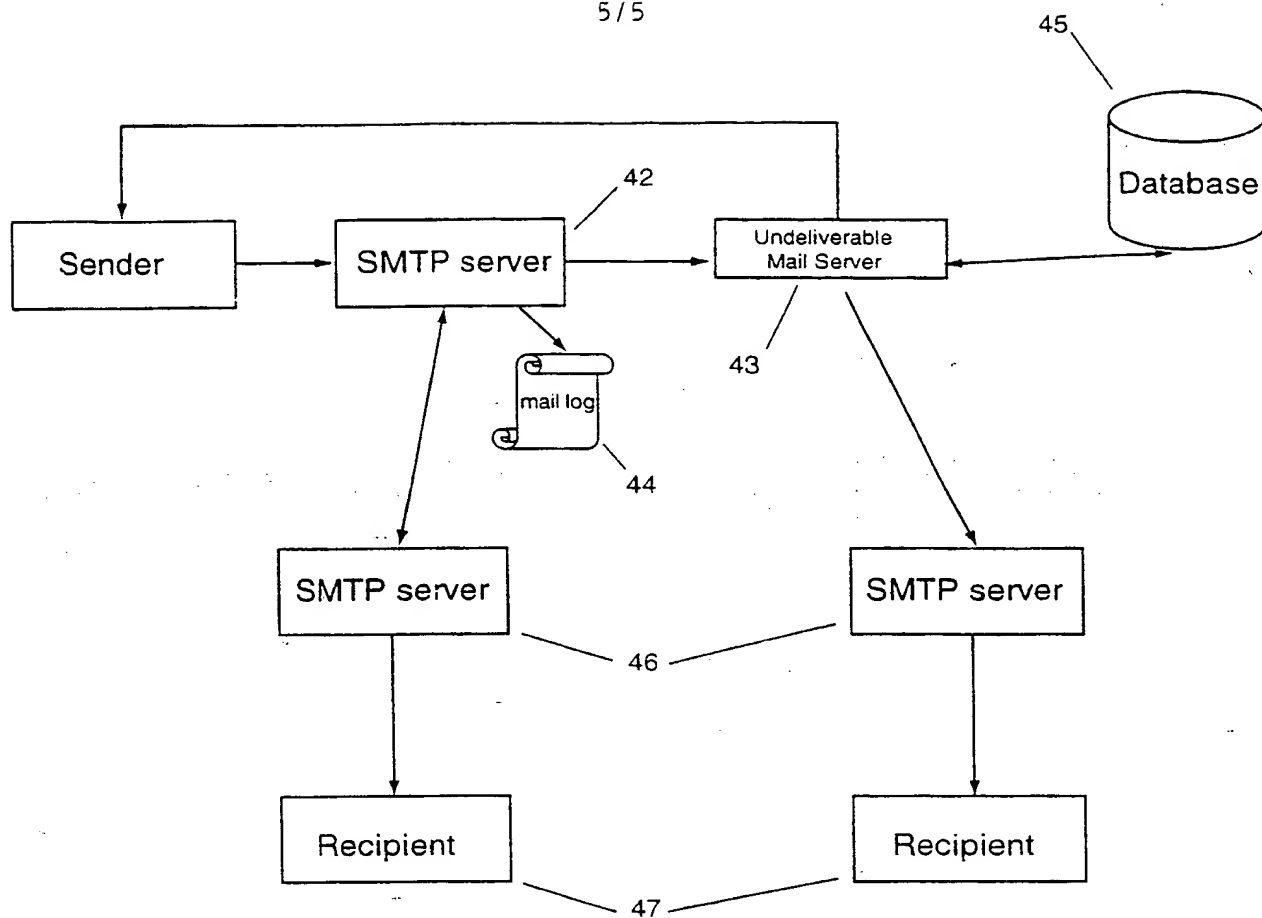 5/5
45
Database
42
Sender
SMTP server
Undeliverable
Mail Server
43
mail log
44
SMTP server
SMTP server
46
Recipient
Recipient
47